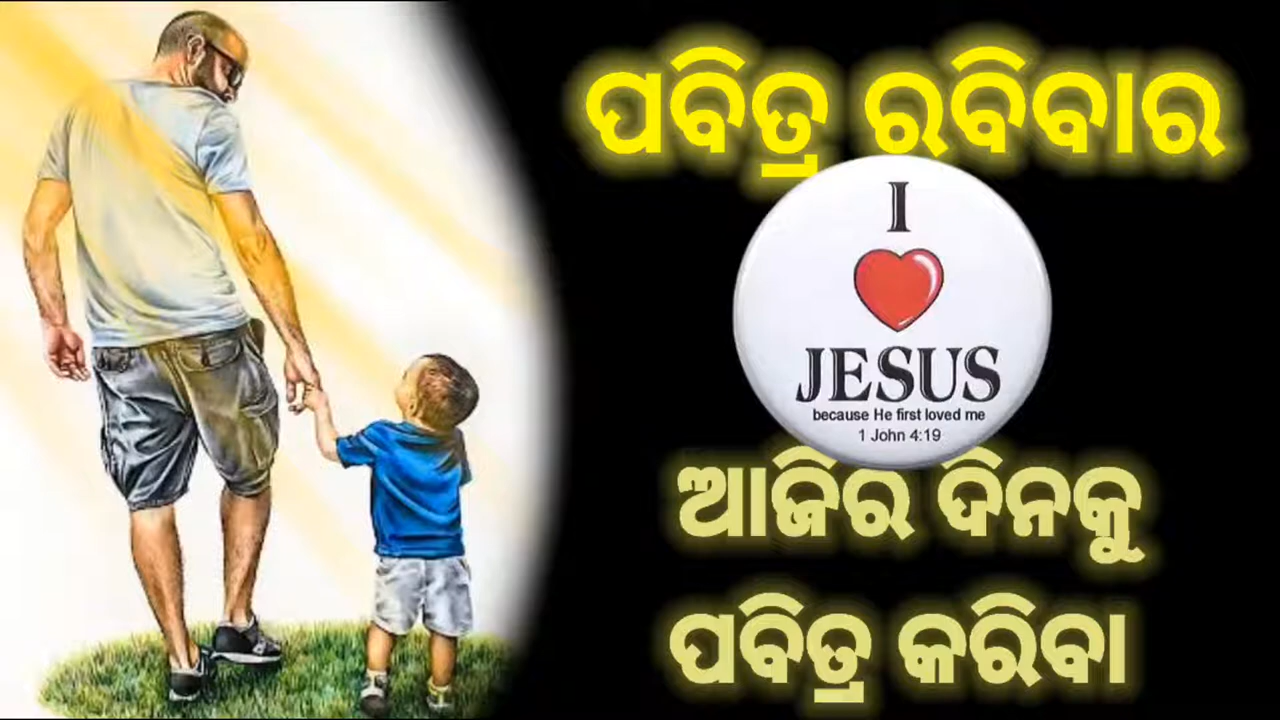 ପବିତ୍ର ରବିବାର
I
JESUS
because He first loved me
1 John 4:19
ଆଜିର ଦିନକୁ
ପବିତ୍ର କରିବା